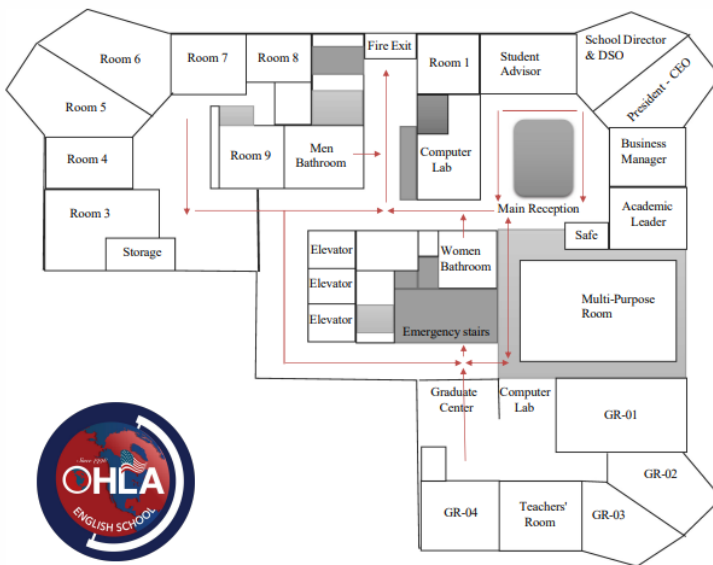 Room 6
Room 7
Room 8
Fire Exit
Room 1
Student
Advisor
School Director
& DSO
President - CEO
Room 5
Room 4
Room 9
Men
Bathroom
Computer
Lab
Business
Manager
Room 3
Storage
Main Reception
Academic
Leader
Safe
Elevator
Elevator
Elevator
Women
Bathroom
Emergency stairs
Multi-Purpose
Room
Graduate
Center
Computer
Lab
GR-01
GR-02
GR-03
GR-04
Teachers'
Room
Since 1998
OHLA
ENGLISH SCHOOL